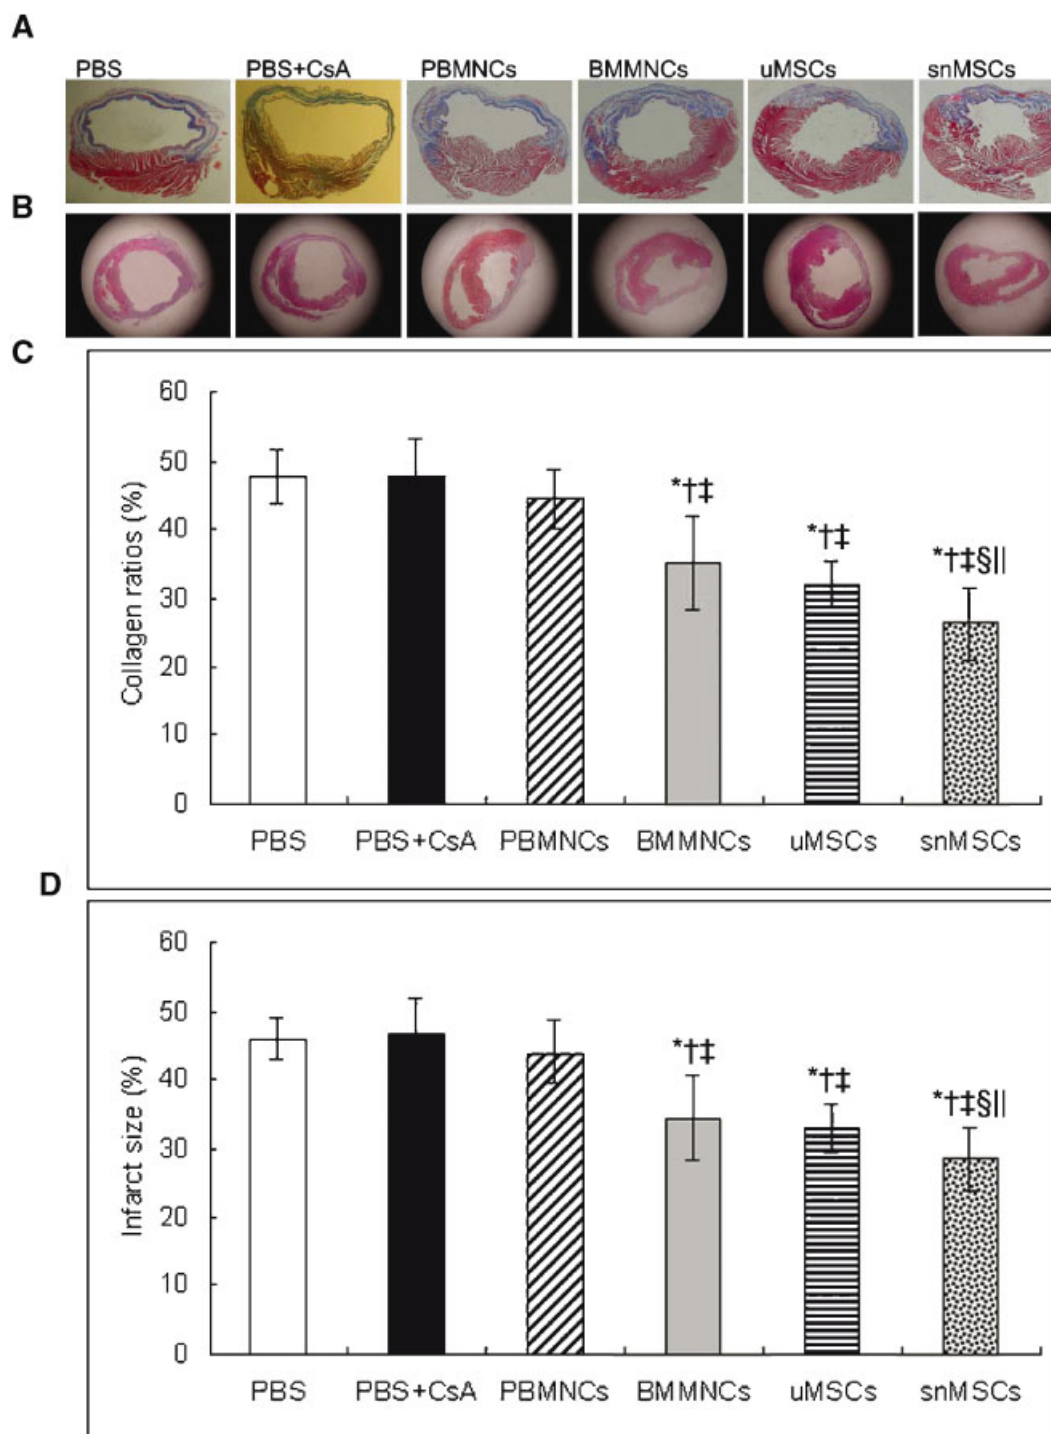 A
PBS PBS+CsA PBMNCs BMMNCs uMSCs snMSCs
B
C
Collagen ratios (%)
60
50
40
30
20
10
0
*†‡
*†‡
*†‡§||
PBS PBS+CsA PBMNCs BMMNCs uMSCs snMSCs
D
Infarct size (%)
60
50
40
30
20
10
0
*†‡
*†‡
*†‡§||
PBS PBS+CsA PBMNCs BMMNCs uMSCs snMSCs